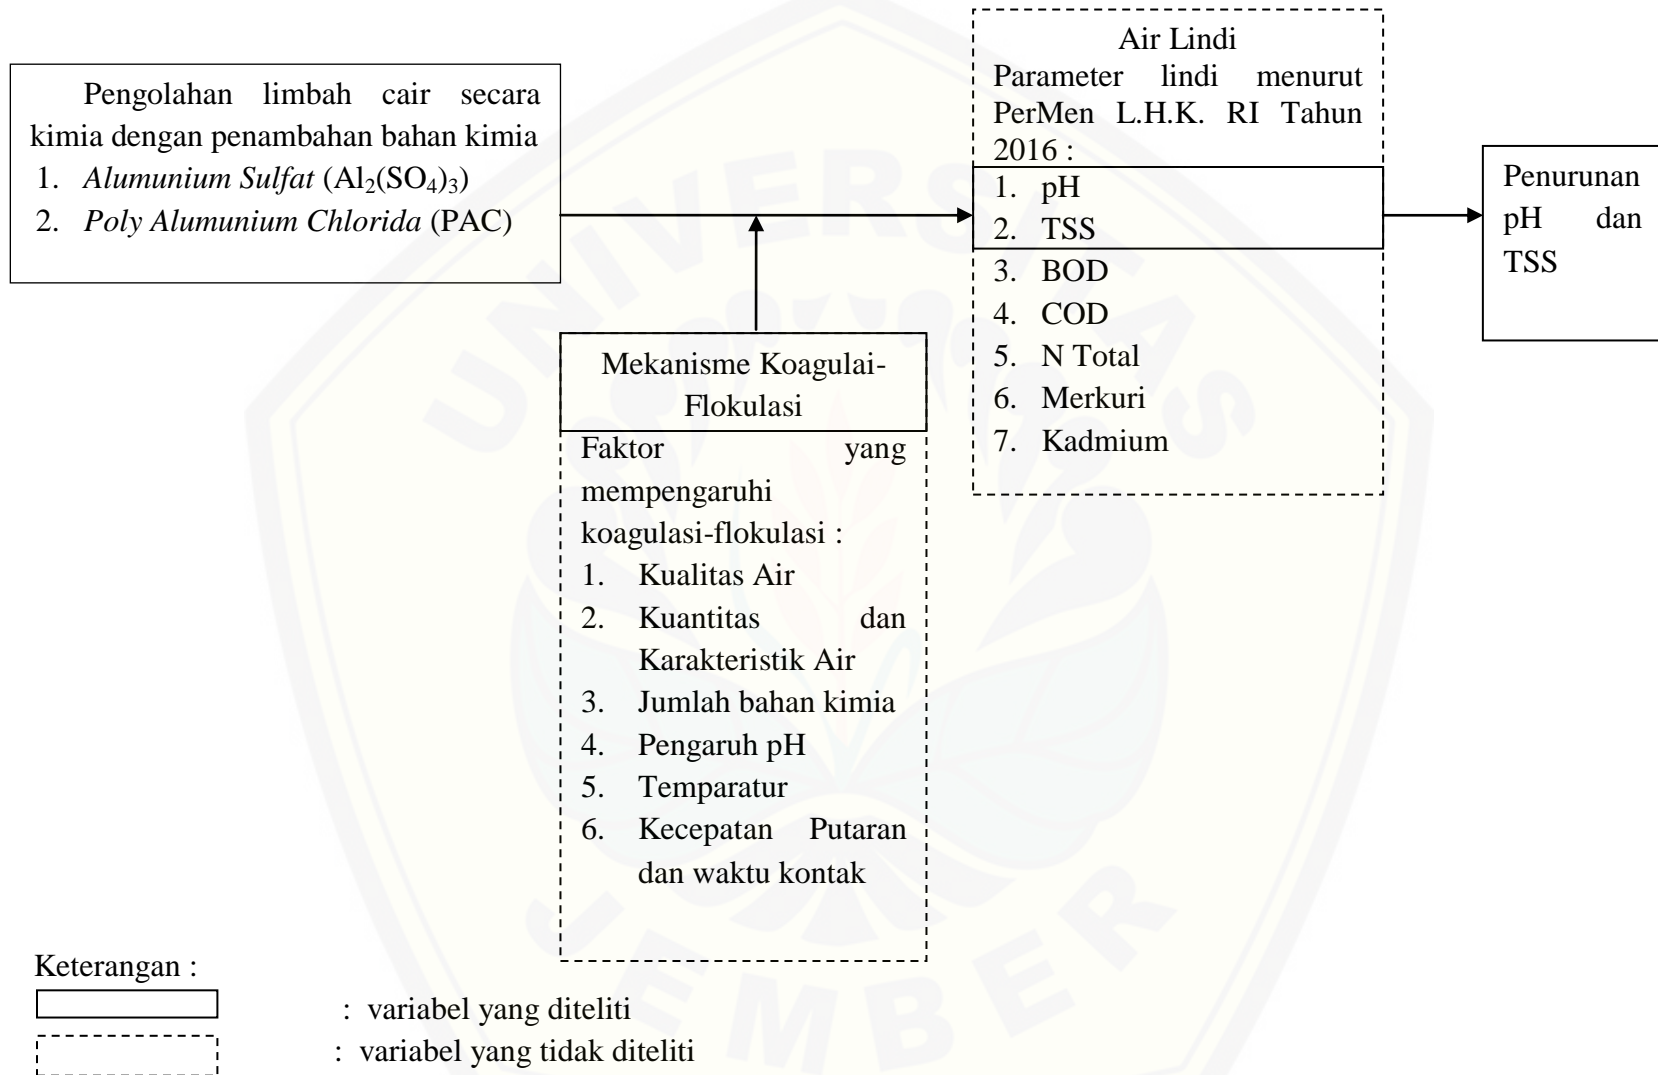 Pengolahan limbah cair secara
kimia dengan penambahan bahan kimia
1. Alumunium Sulfat (Al₂(SO₄)₃)
2. Poly Alumunium Chlorida (PAC)
Air Lindi
Parameter lindi menurut
PerMen L.H.K. RI Tahun
2016 :
1. pH
2. TSS
3. BOD
4. COD
5. N Total
6. Merkuri
7. Kadmium
Penurunan
pH dan
TSS
Mekanisme Koagulai-
Flokulasi
Faktor yang
mempengaruhi
koagulasi-flokulasi :
1. Kualitas Air
2. Kuantitas dan
Karakteristik Air
3. Jumlah bahan kimia
4. Pengaruh pH
5. Temparatur
6. Kecepatan Putaran
dan waktu kontak
Keterangan :
: variabel yang diteliti
: variabel yang tidak diteliti
UNIVERSITAS
JEMBER